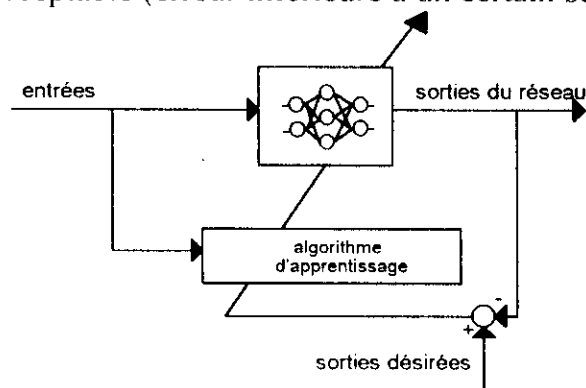 entrées
sorties du réseau
algorithme
d'apprentissage
-
+
sorties désirées